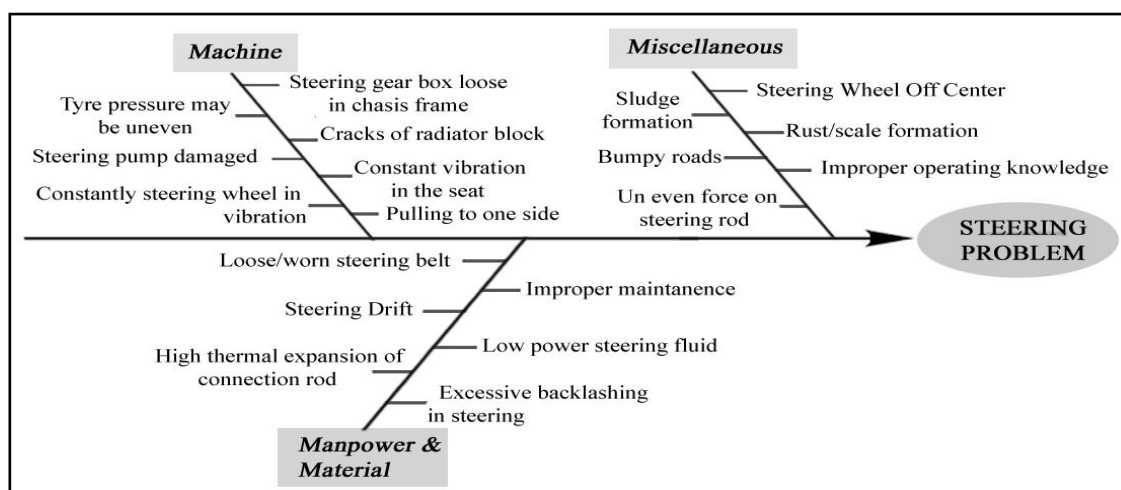 Machine
Steering gear box loose
in chasis frame
Tyre pressure may
be uneven
Cracks of radiator block
Steering pump damaged
Constant vibration
in the seat
Constantly steering wheel in
vibration
Pulling to one side
Miscellaneous
Steering Wheel Off Center
Sludge
formation
Rust/scale formation
Bumpy roads
Improper operating knowledge
Un even force on
steering rod
STEERING
PROBLEM
Loose/worn steering belt
Improper maintanence
Steering Drift
Low power steering fluid
High thermal expansion of
connection rod
Excessive backlashing
in steering
Manpower &
Material